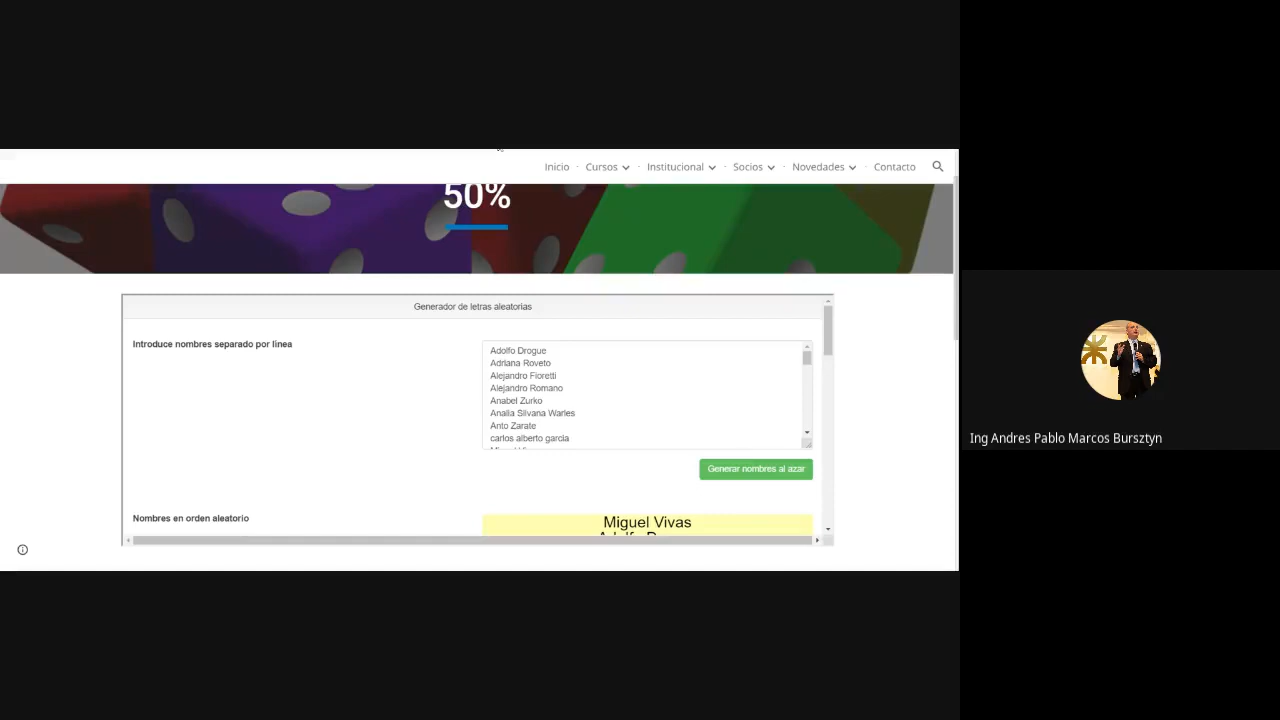 Inicio · Cursos · Institucional · Socios · Novedades · Contacto
50%
Generador de letras aleatorias
Introduce nombres separado por linea
Adolfo Drogue
Adriana Roveto
Alejandro Fioretti
Alejandro Romano
Anabel Zurko
Analia Silvana Warles
Anto Zarate
carlos alberto garcia
Generar nombres al azar
Nombres en orden aleatorio
Miguel Vivas
Ing Andres Pablo Marcos Bursztyn